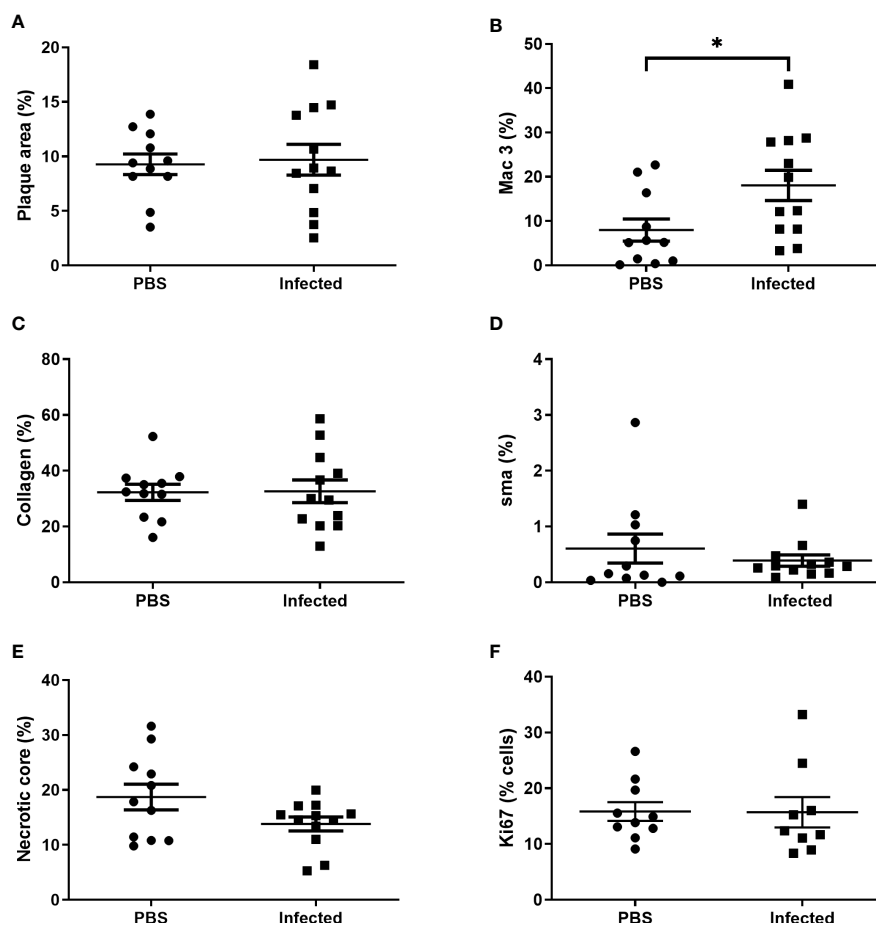 A
Plaque area (%)
20
15
10
5
0
PBS
Infected
B
Mac 3 (%)
50
40
30
20
10
0
*
PBS
Infected
C
Collagen (%)
80
60
40
20
0
PBS
Infected
D
sma (%)
4
3
2
1
0
PBS
Infected
E
Necrotic core (%)
40
30
20
10
0
PBS
Infected
F
Ki67 (% cells)
40
30
20
10
0
PBS
Infected